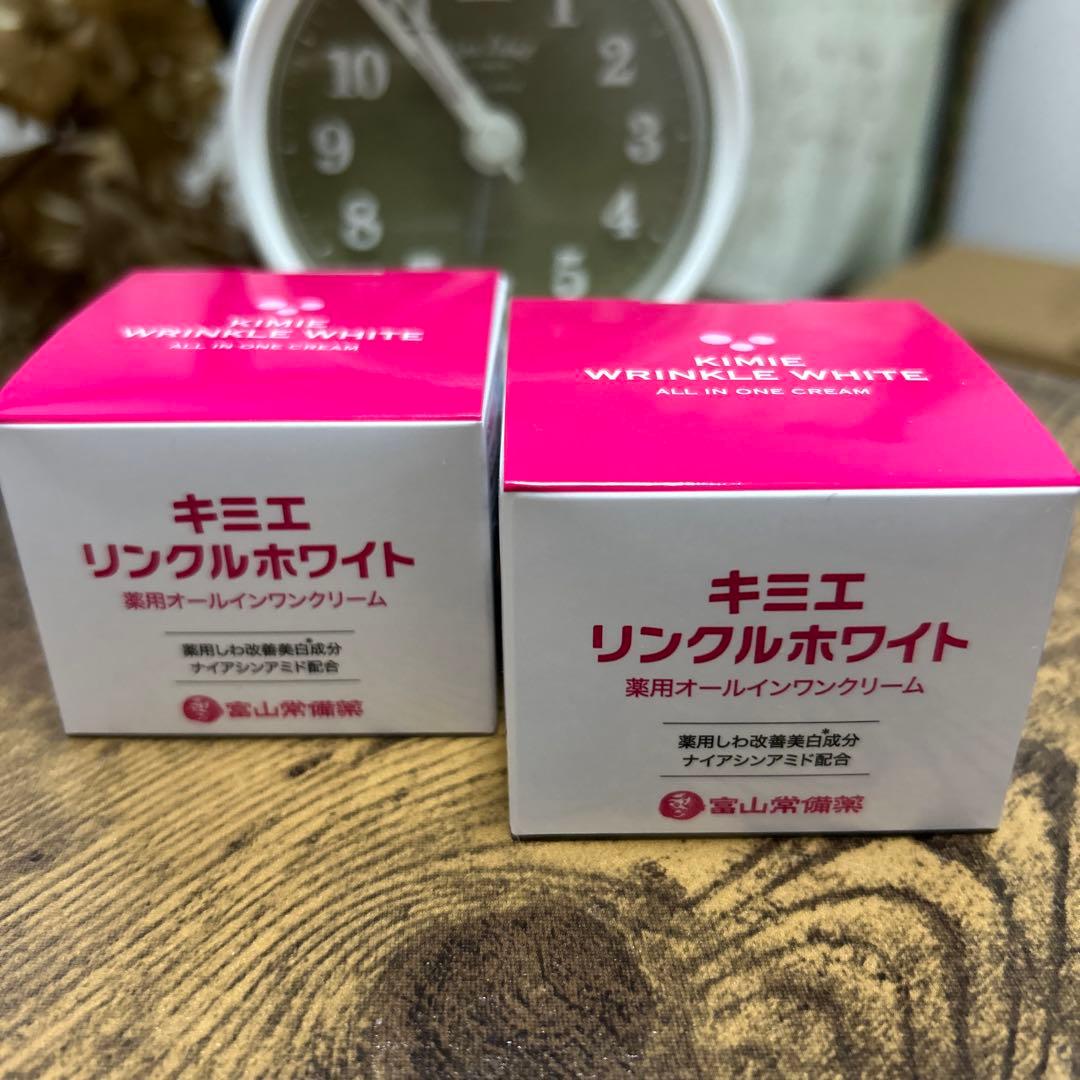 1
2
3
4
5
8
9
10
KIMIE
WRINKLE WHITE
ALL IN ONE CREAM
キミエ
リンクルホワイト
薬用オールインワンクリーム
薬用しわ改善美白*成分
ナイアシンアミド配合
富山常備薬
KIMIE
WRINKLE WHITE
ALL IN ONE CREAM
キミエ
リンクルホワイト
薬用オールインワンクリーム
薬用しわ改善美白*成分
ナイアシンアミド配合
富山常備薬